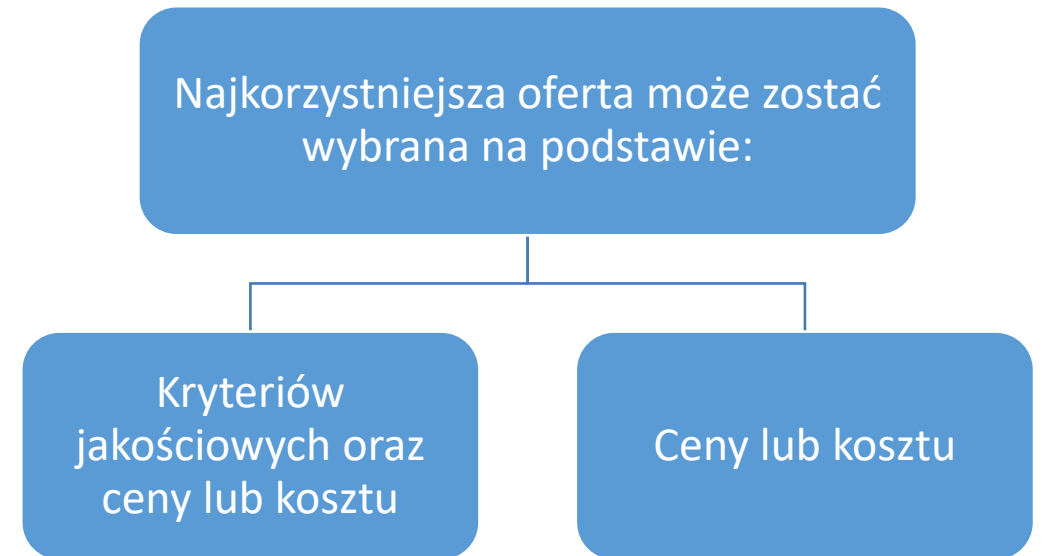 Najkorzystniejsza oferta może zostać
wybrana na podstawie:
Kryteriów
jakościowych oraz
ceny lub kosztu
Ceny lub kosztu